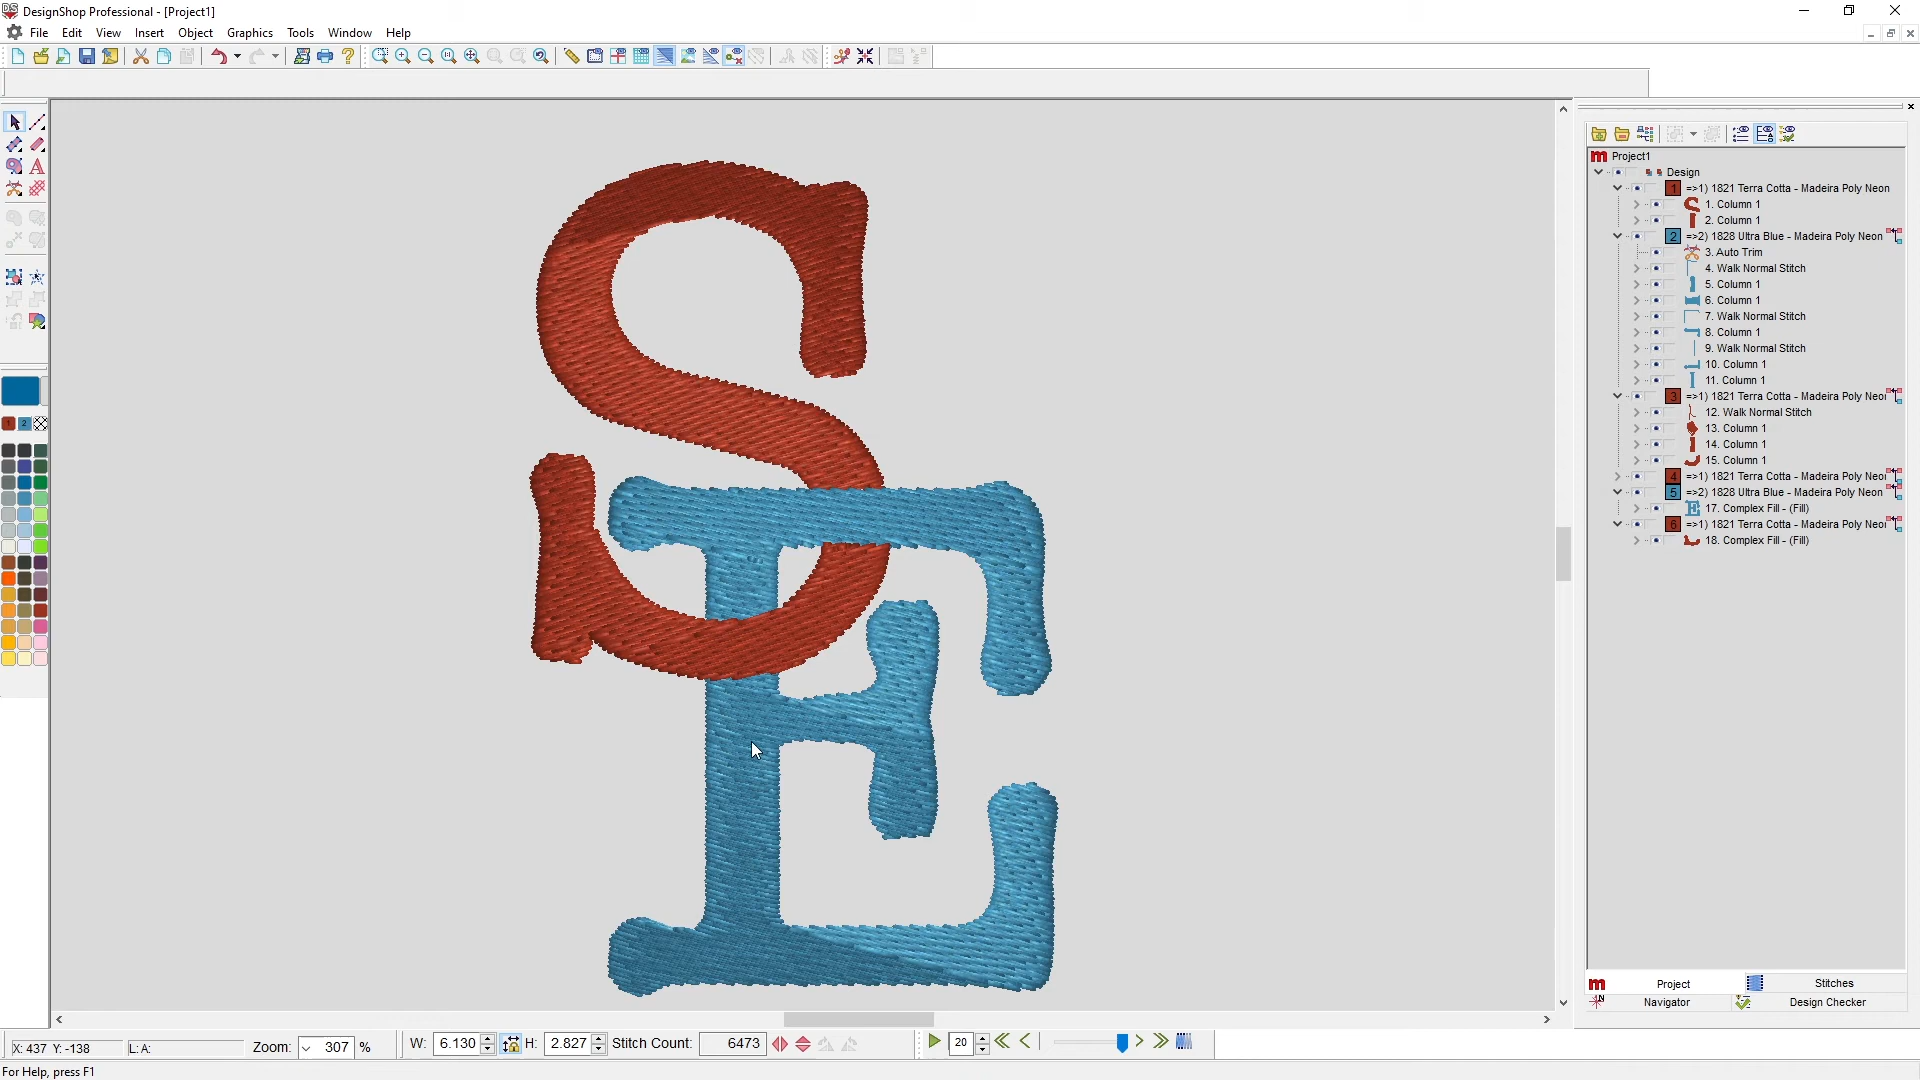 DesignShop Professional - [Project1]
File Edit View Insert Object Graphics Tools Window Help
S
E
Project1
Design
1 =>1) 1821 Terra Cotta - Madeira Poly Neon
1. Column 1
2. Column 1
2 =>2) 1828 Ultra Blue - Madeira Poly Neon
3. Auto Trim
4. Walk Normal Stitch
5. Column 1
6. Column 1
7. Walk Normal Stitch
8. Column 1
9. Walk Normal Stitch
10. Column 1
11. Column 1
3 =>1) 1821 Terra Cotta - Madeira Poly Neo
12. Walk Normal Stitch
13. Column 1
14. Column 1
15. Column 1
4 =>1) 1821 Terra Cotta - Madeira Poly Neo
5 =>2) 1828 Ultra Blue - Madeira Poly Neon
17. Complex Fill - (Fill)
6 =>1) 1821 Terra Cotta - Madeira Poly Neo
18. Complex Fill - (Fill)
Project Stitches
Navigator Design Checker
X: 437 Y: -138 L: A: Zoom: 307 % W: 6.130 H: 2.827 Stitch Count: 6473 20
For Help, press F1